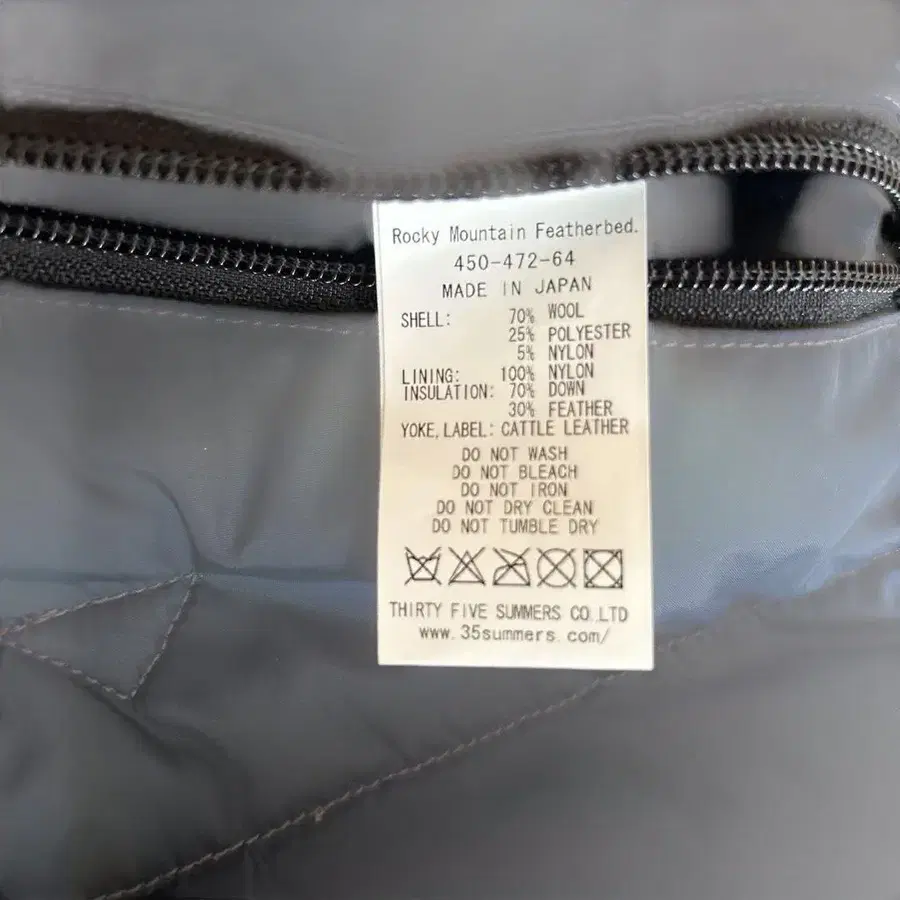 Rocky Mountain Featherbed.
450-472-64
MADE IN JAPAN
SHELL: 70% WOOL
25% POLYESTER
5% NYLON
LINING: 100% NYLON
INSULATION: 70% DOWN
30% FEATHER
YOKE, LABEL: CATTLE LEATHER
DO NOT WASH
DO NOT BLEACH
DO NOT IRON
DO NOT DRY CLEAN
DO NOT TUMBLE DRY
THIRTY FIVE SUMMERS CO.,LTD
www.35summers.com/